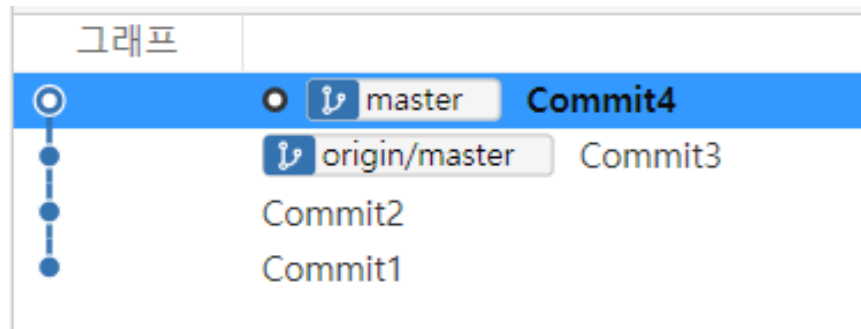 그래프
master Commit4
origin/master Commit3
Commit2
Commit1